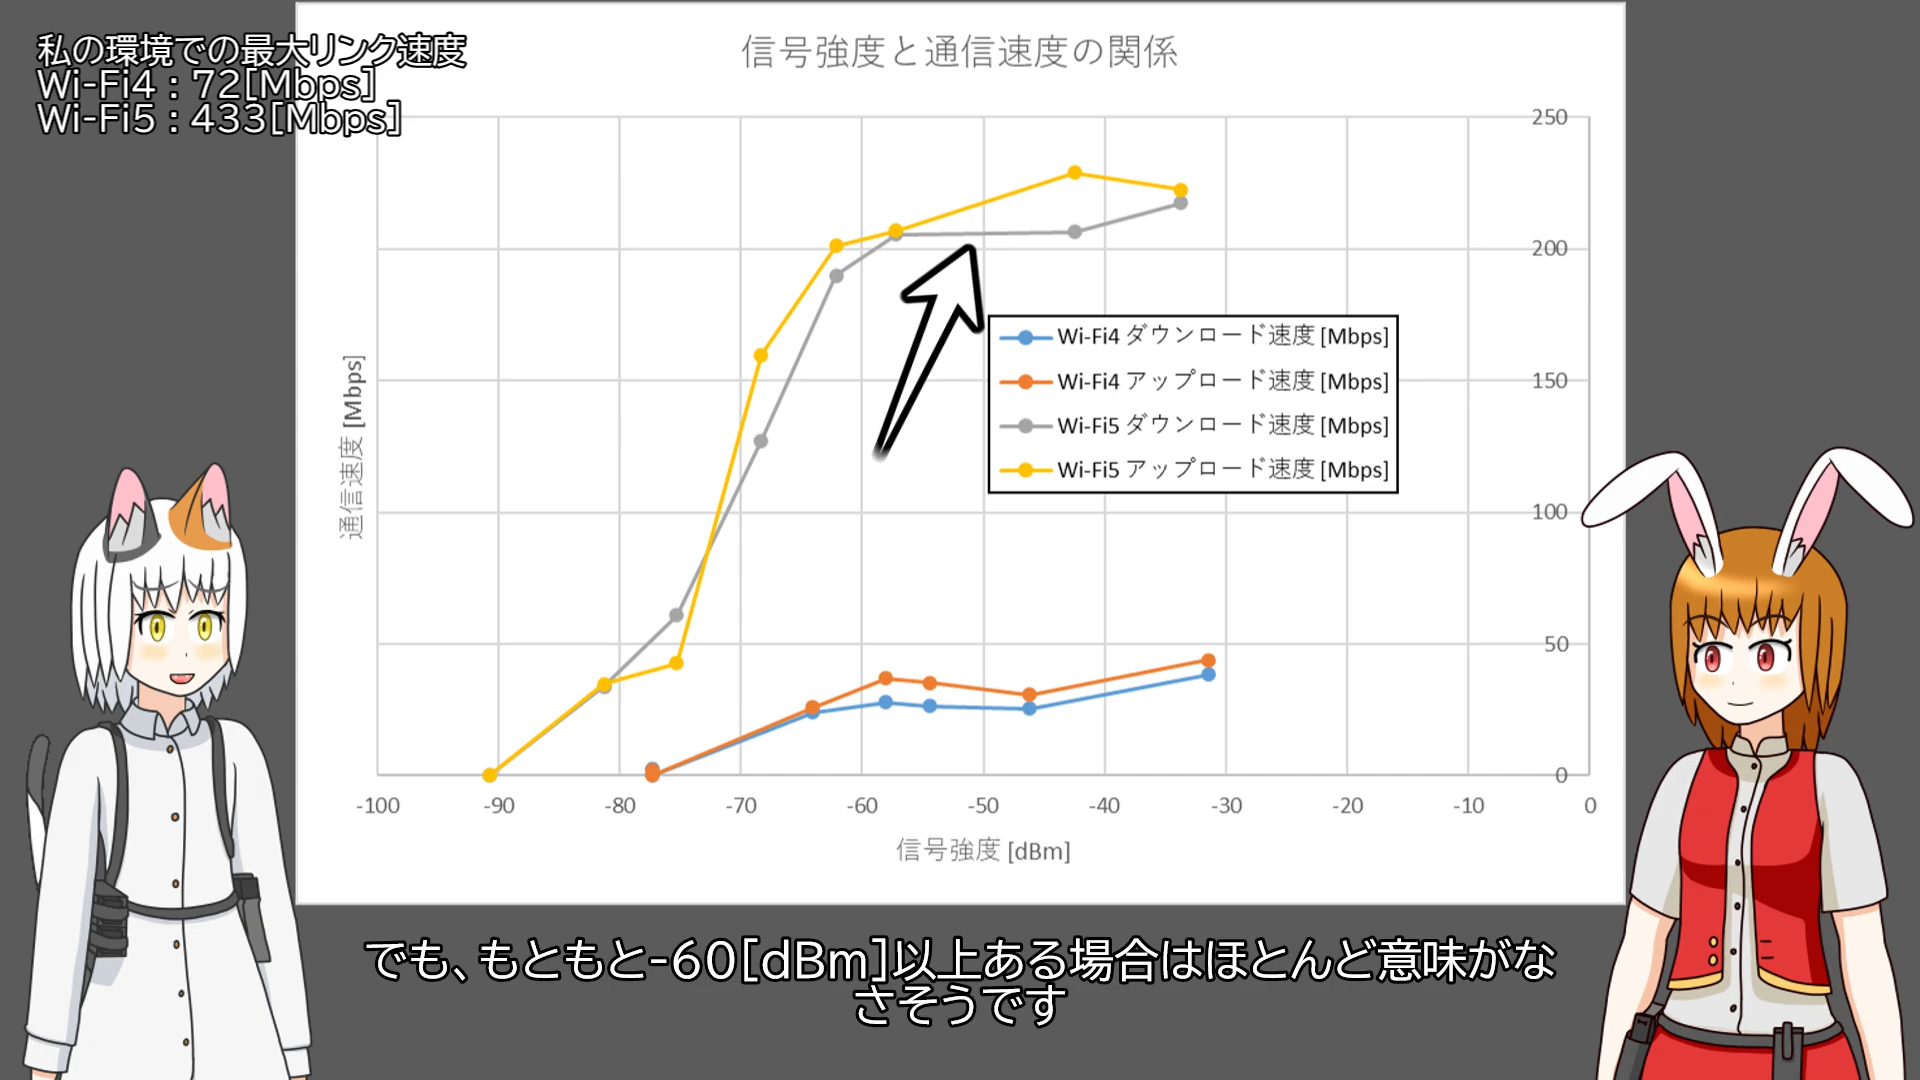 私の環境での最大リンク速度
Wi-Fi4 : 72[Mbps]
Wi-Fi5 : 433[Mbps]
信号強度と通信速度の関係
250
200
150
100
50
0
通信速度 [Mbps]
Wi-Fi4 ダウンロード速度 [Mbps]
Wi-Fi4 アップロード速度 [Mbps]
Wi-Fi5 ダウンロード速度 [Mbps]
Wi-Fi5 アップロード速度 [Mbps]
-100 -90 -80 -70 -60 -50 -40 -30 -20 -10 0
信号強度 [dBm]
でも、もともと-60[dBm]以上ある場合はほとんど意味がな
さそうです